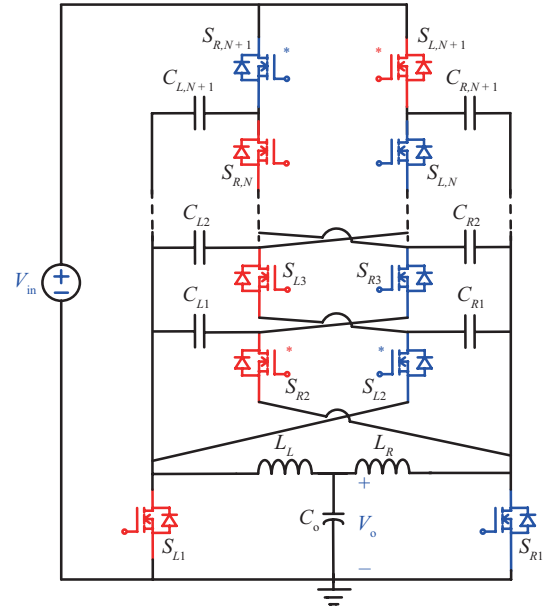 S_{R,N+1} S_{L,N+1}
* *
C_{L,N+1} C_{R,N+1}
S_{R,N} S_{L,N}
C_{L2} C_{R2}
S_{L3} S_{R3}
V_{in} + −
C_{L1} C_{R1}
* *
S_{R2} S_{L2}
L_L L_R
+
C_o V_o
−
S_{L1} S_{R1}